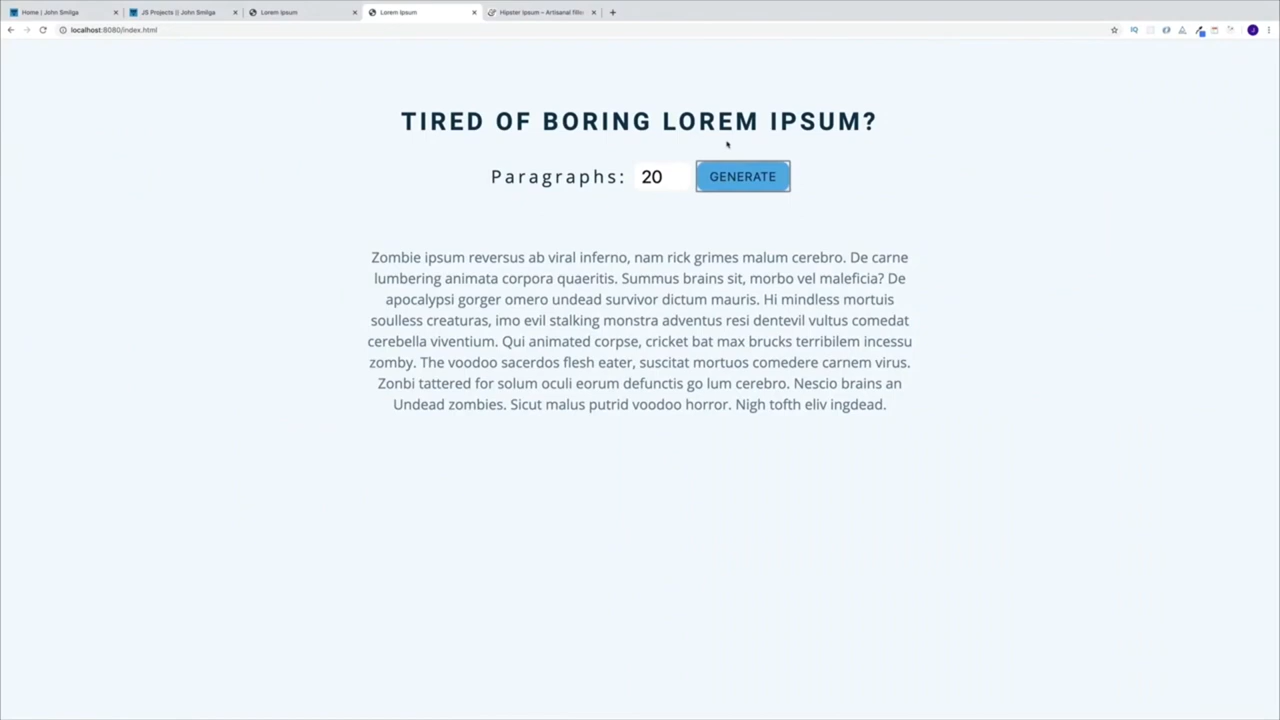 Home | John Smilga
JS Projects || John Smilga
Lorem Ipsum
Lorem Ipsum
Hipster Ipsum – Artisanal filler
localhost:8080/index.html
TIRED OF BORING LOREM IPSUM?
Paragraphs: 20 GENERATE
Zombie ipsum reversus ab viral inferno, nam rick grimes malum cerebro. De carne
lumbering animata corpora quaeritis. Summus brains sit, morbo vel maleficia? De
apocalypsi gorger omero undead survivor dictum mauris. Hi mindless mortuis
soulless creaturas, imo evil stalking monstra adventus resi dentevil vultus comedat
cerebella viventium. Qui animated corpse, cricket bat max brucks terribilem incessu
zomby. The voodoo sacerdos flesh eater, suscitat mortuos comedere carnem virus.
Zonbi tattered for solum oculi eorum defunctis go lum cerebro. Nescio brains an
Undead zombies. Sicut malus putrid voodoo horror. Nigh tofth eliv ingdead.